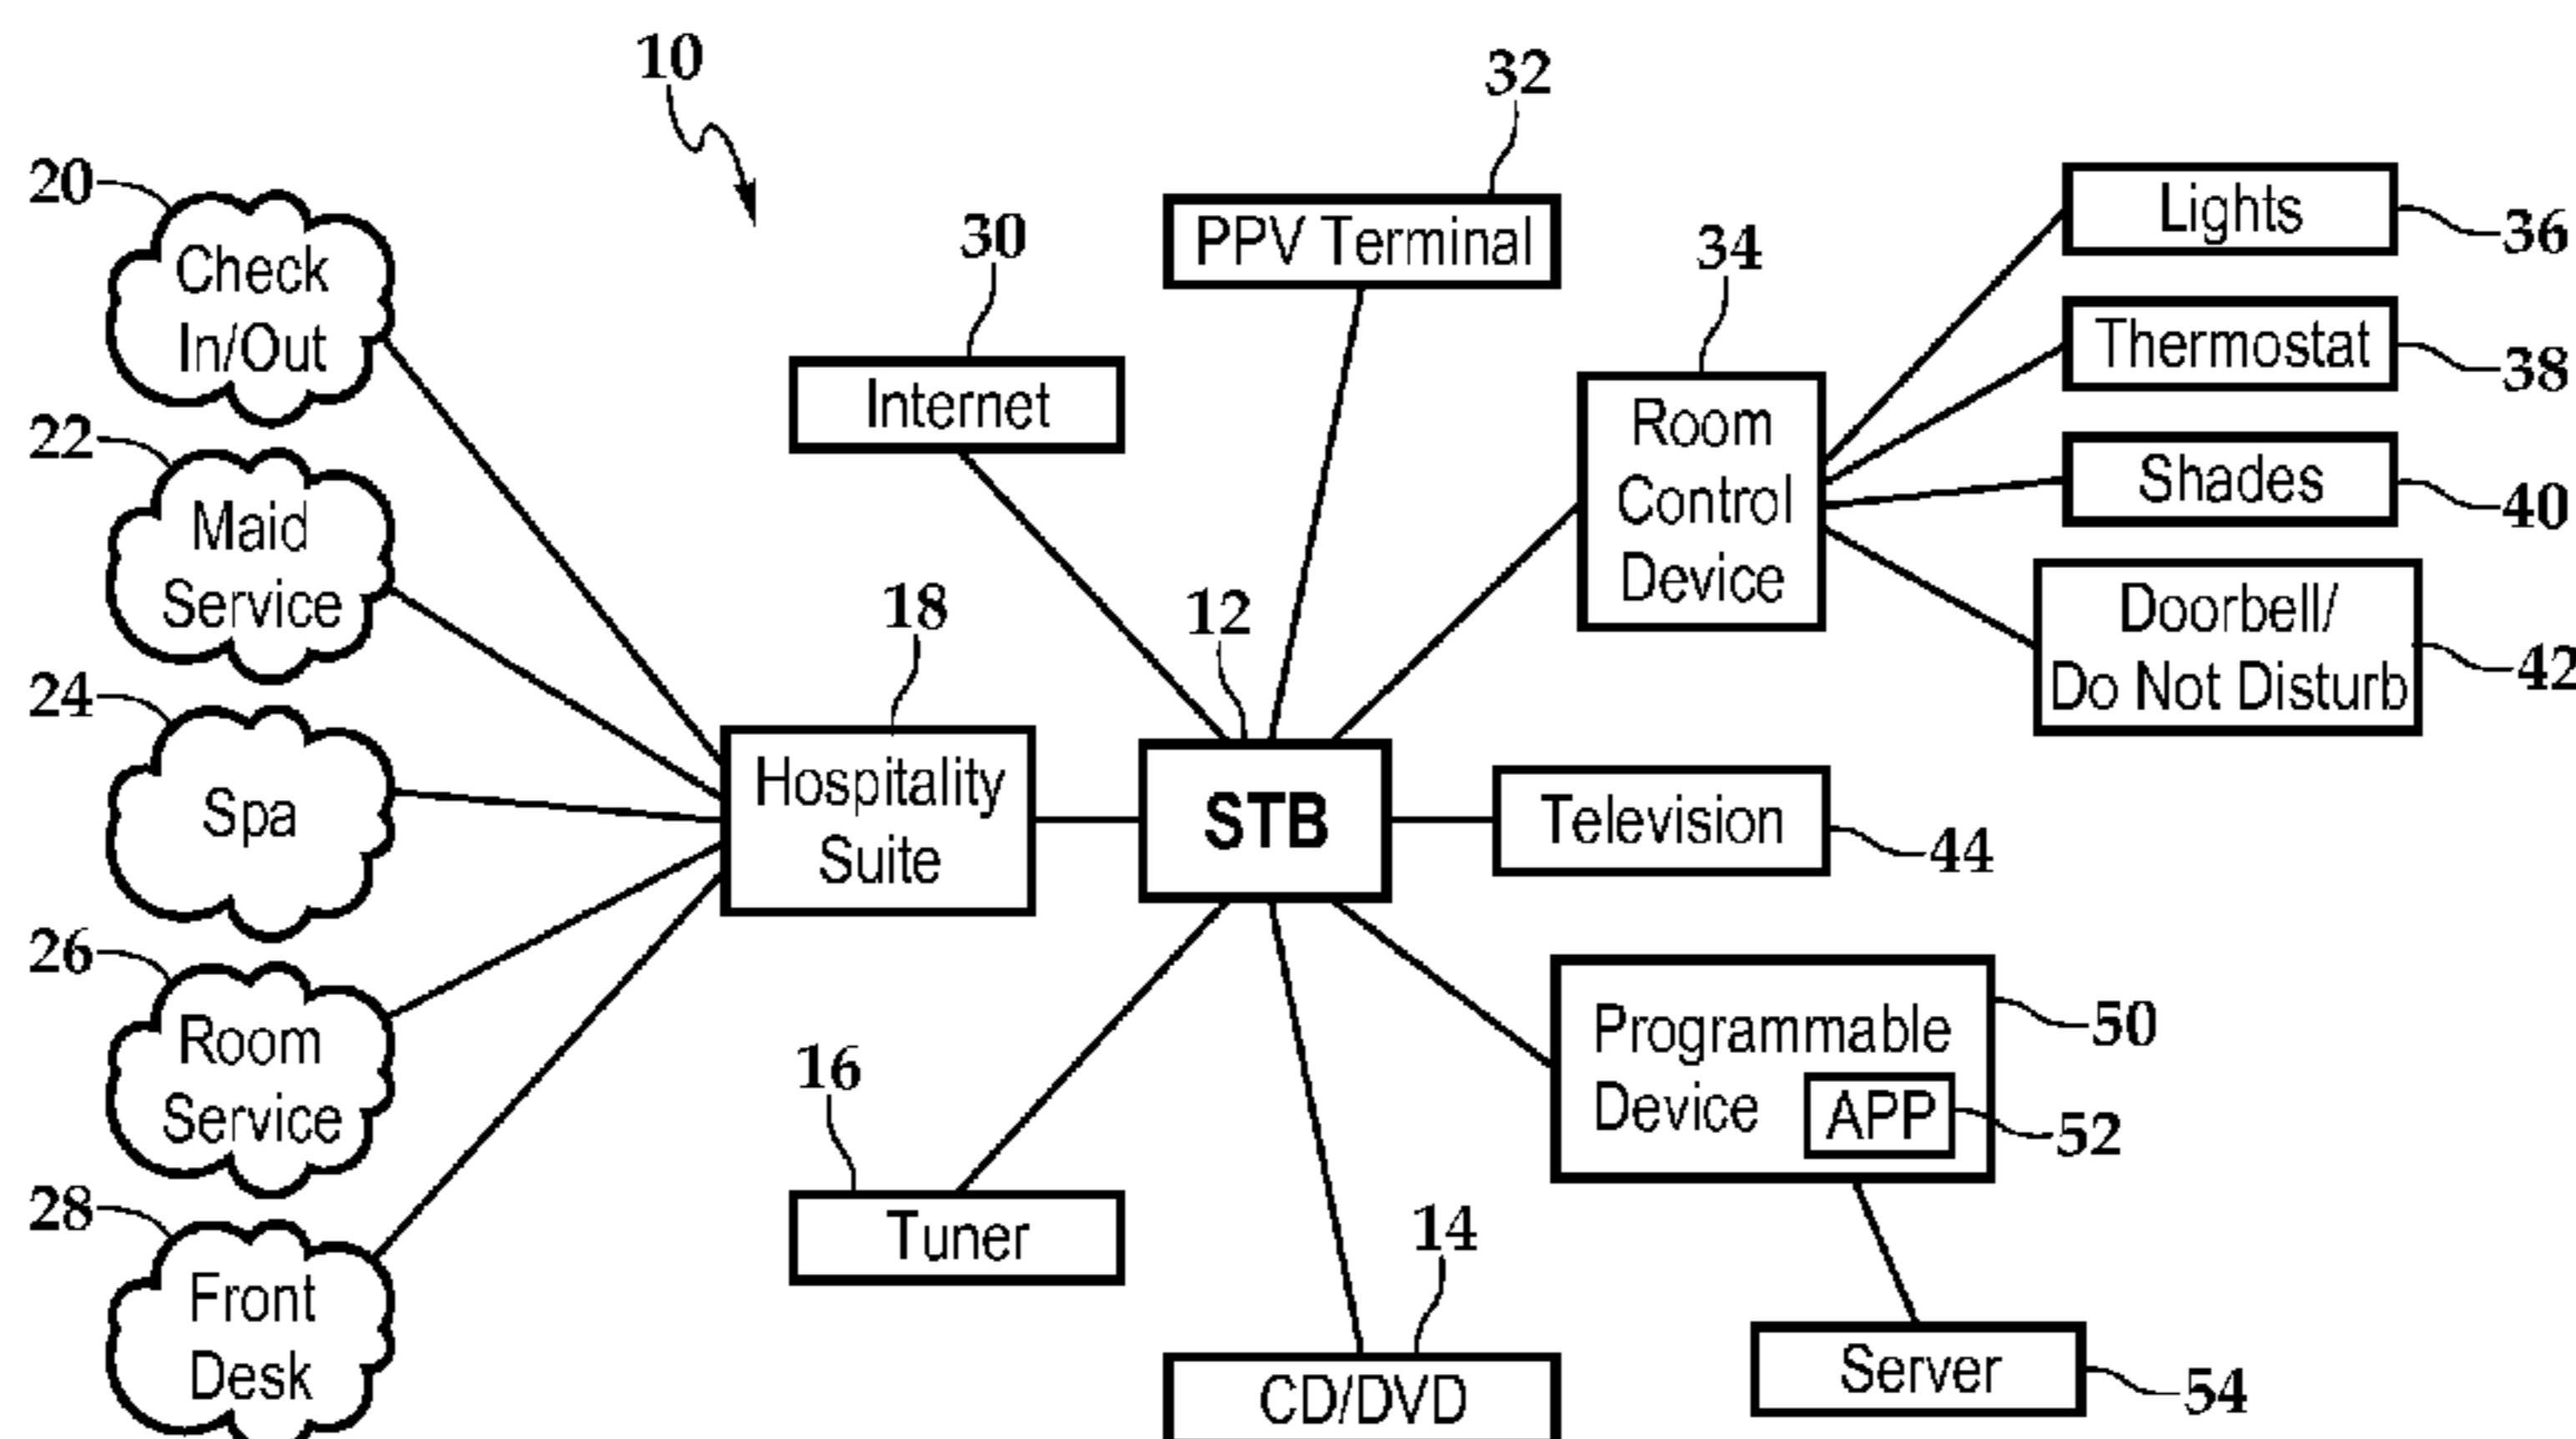 10
32
20
Check
In/Out
30
PPV Terminal
34
Lights
36
Internet
Thermostat
38
22
Maid
Service
Room
Control
Device
Shades
40
18
12
Doorbell/
Do Not Disturb
42
24
Spa
Hospitality
Suite
STB
Television
44
26
Room
Service
16
Tuner
Programmable
Device
50
APP
52
28
Front
Desk
14
CD/DVD
Server
54